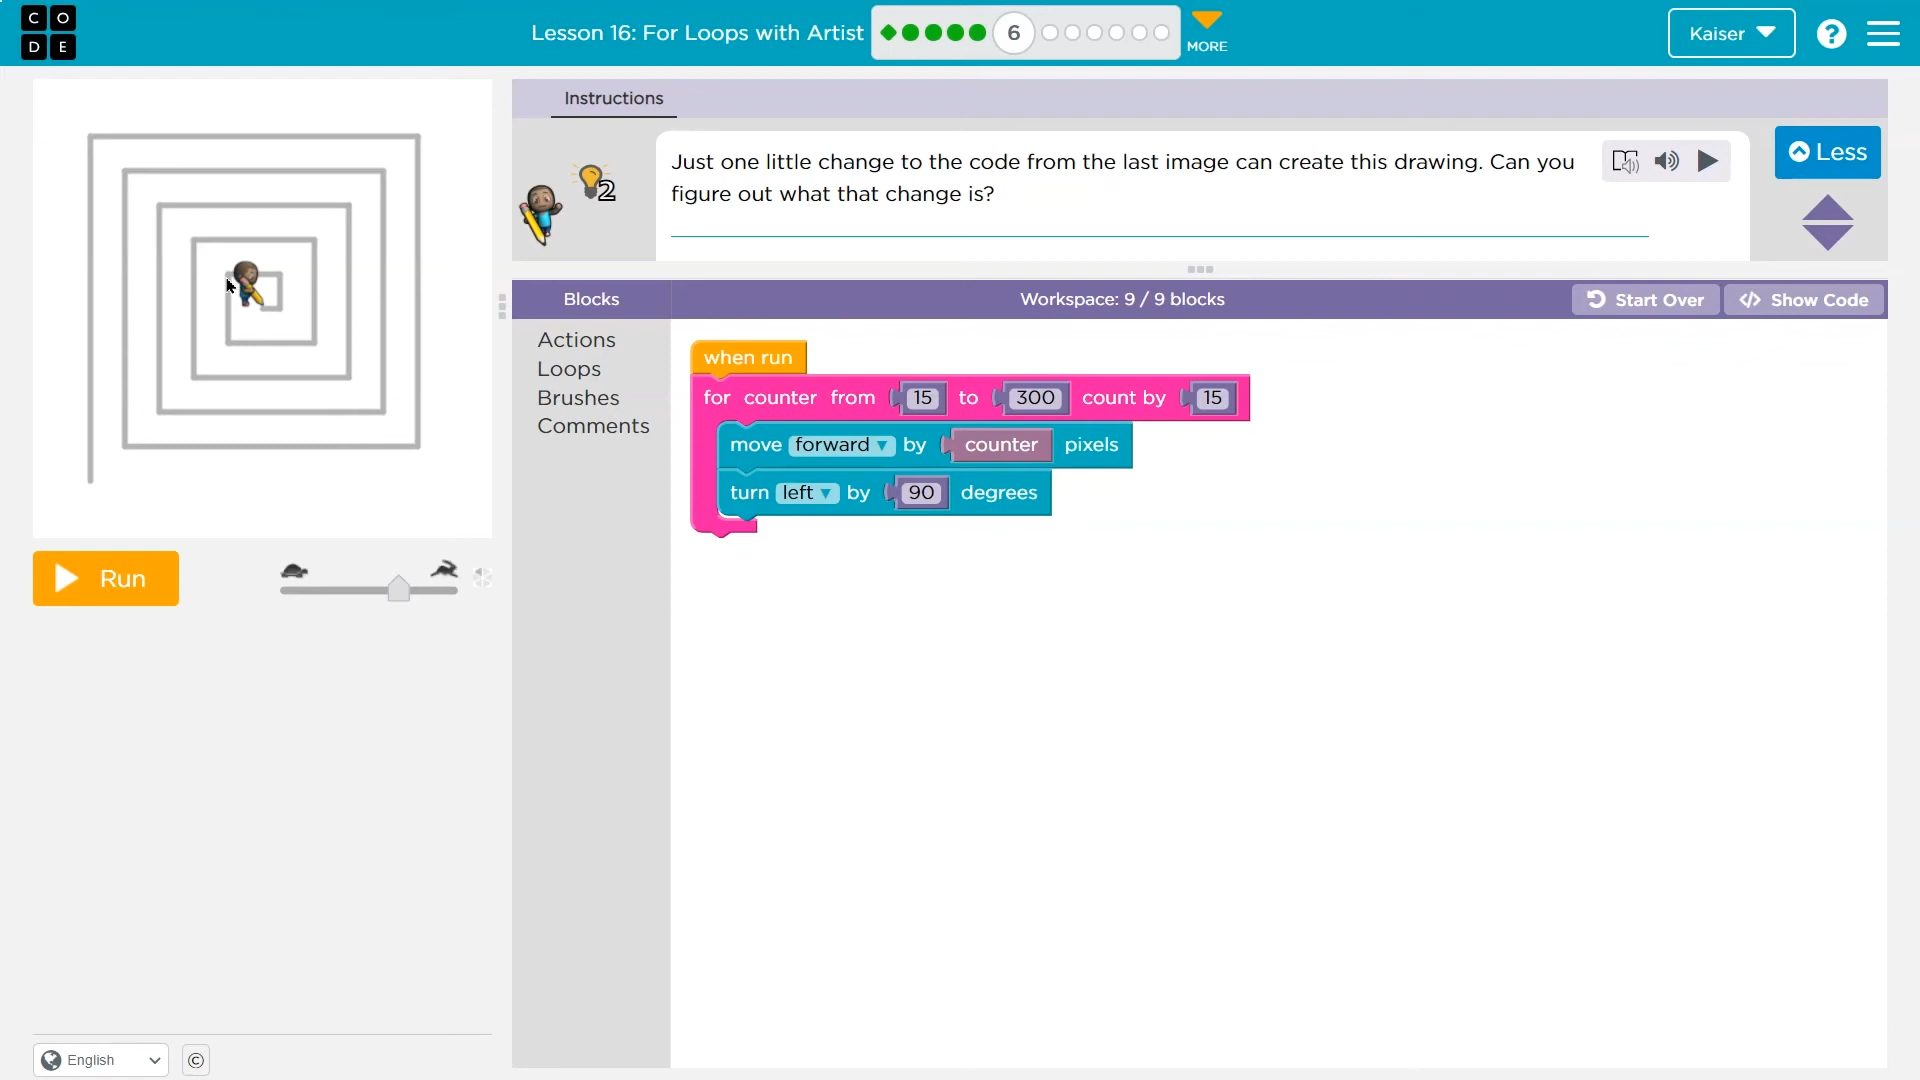 C O
D E
Lesson 16: For Loops with Artist
6
MORE
Kaiser
?
Instructions
2
Just one little change to the code from the last image can create this drawing. Can you
figure out what that change is?
Less
Blocks
Workspace: 9 / 9 blocks
Start Over
</> Show Code
Actions
Loops
Brushes
Comments
when run
for counter from 15 to 300 count by 15
move forward ▼ by counter pixels
turn left ▼ by 90 degrees
Run
English
©